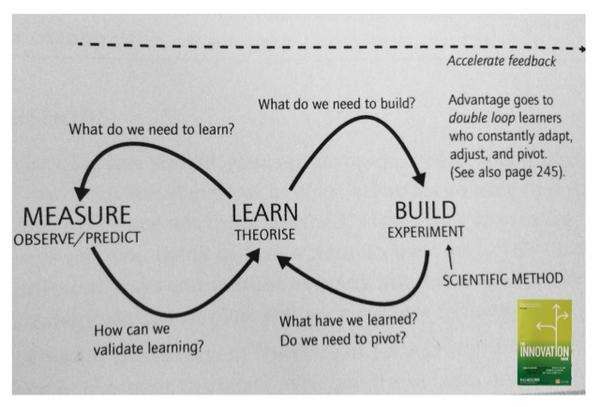 Accelerate feedback
What do we need to build?
Advantage goes to
double loop learners
who constantly adapt,
adjust, and pivot.
(See also page 245).
What do we need to learn?
MEASURE
OBSERVE/PREDICT
LEARN
THEORISE
BUILD
EXPERIMENT
SCIENTIFIC METHOD
How can we
validate learning?
What have we learned?
Do we need to pivot?
THE
INNOVATION